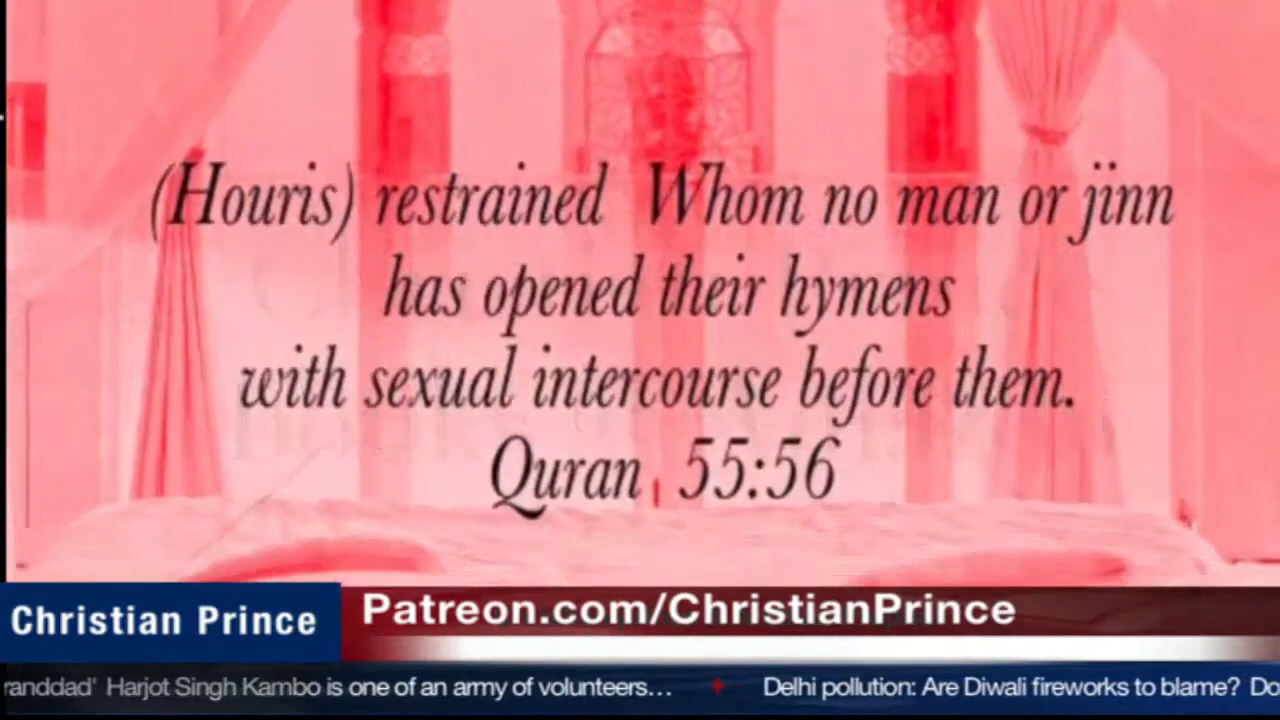 (Houris) restrained Whom no man or jinn
has opened their hymens
with sexual intercourse before them.
Quran 55:56
Christian Prince
Patreon.com/ChristianPrince
randdad' Harjot Singh Kambo is one of an army of volunteers... Delhi pollution: Are Diwali fireworks to blame? Do